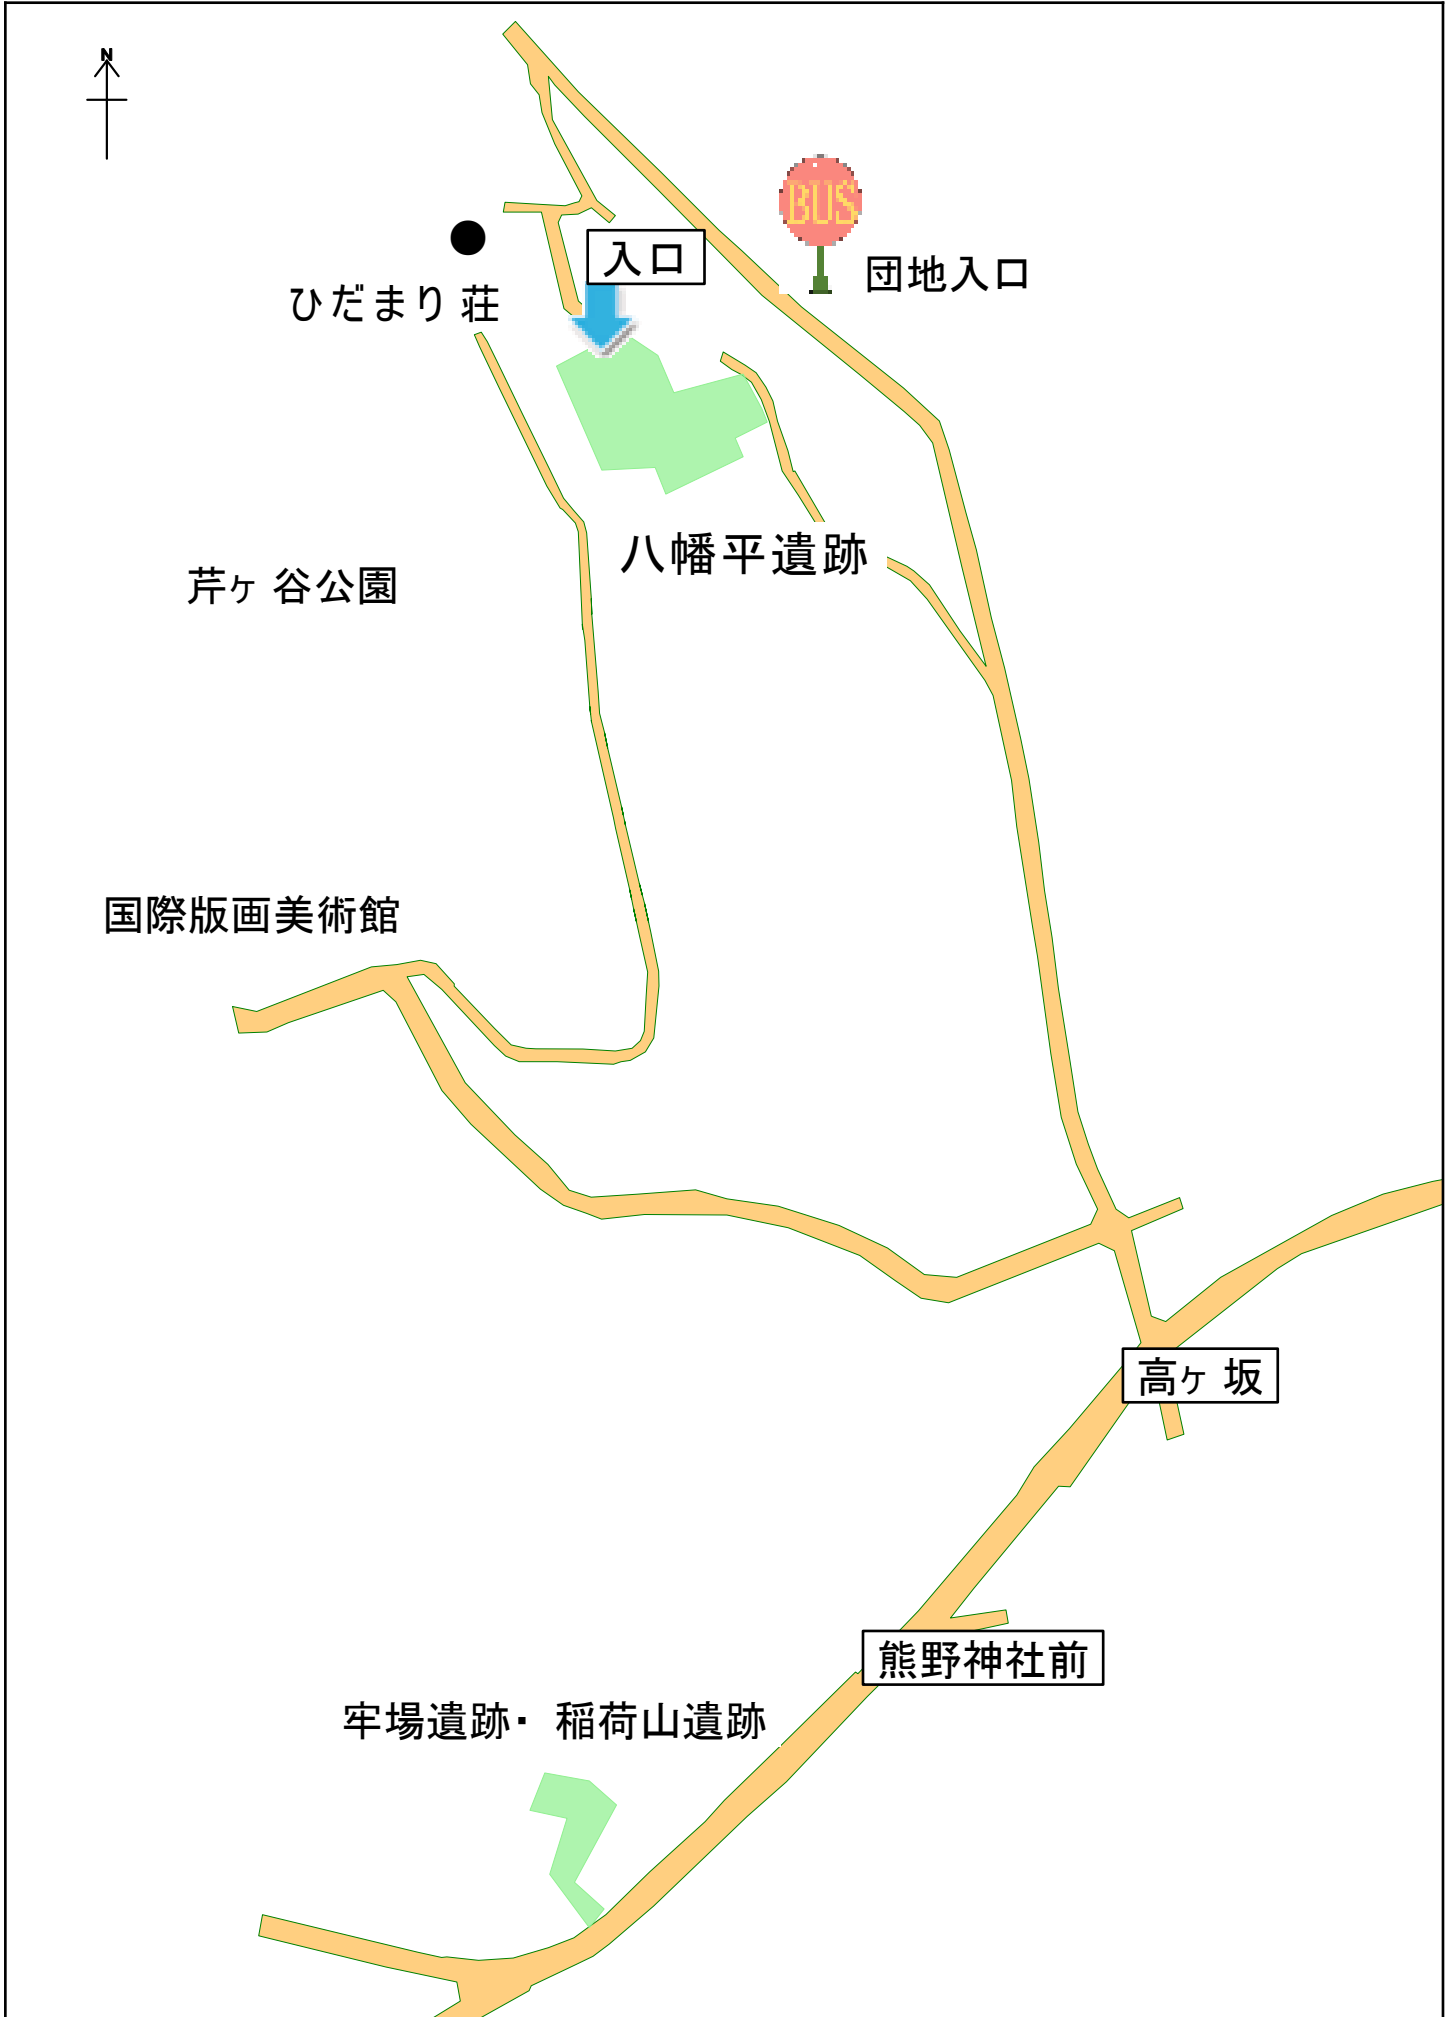 N
BUS
入口
団地入口
ひだまり荘
八幡平遺跡
芹ヶ谷公園
国際版画美術館
高ヶ坂
熊野神社前
牢場遺跡・稲荷山遺跡